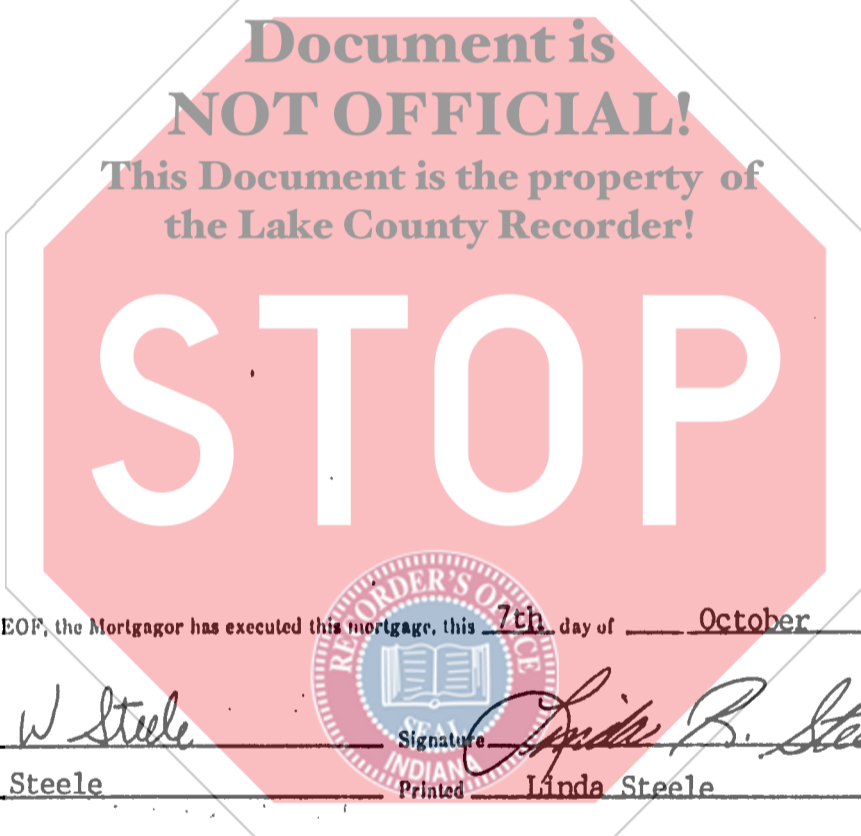 Document is
NOT OFFICIAL!
This Document is the property of
the Lake County Recorder!
STOP
RECORDER'S OFFICE
EOF, the Mortgagor has executed this mortgage, this 7th day of October
W Steele Signature Linda B. Stee
SEAL
INDIANA
Steele Printed Linda Steele